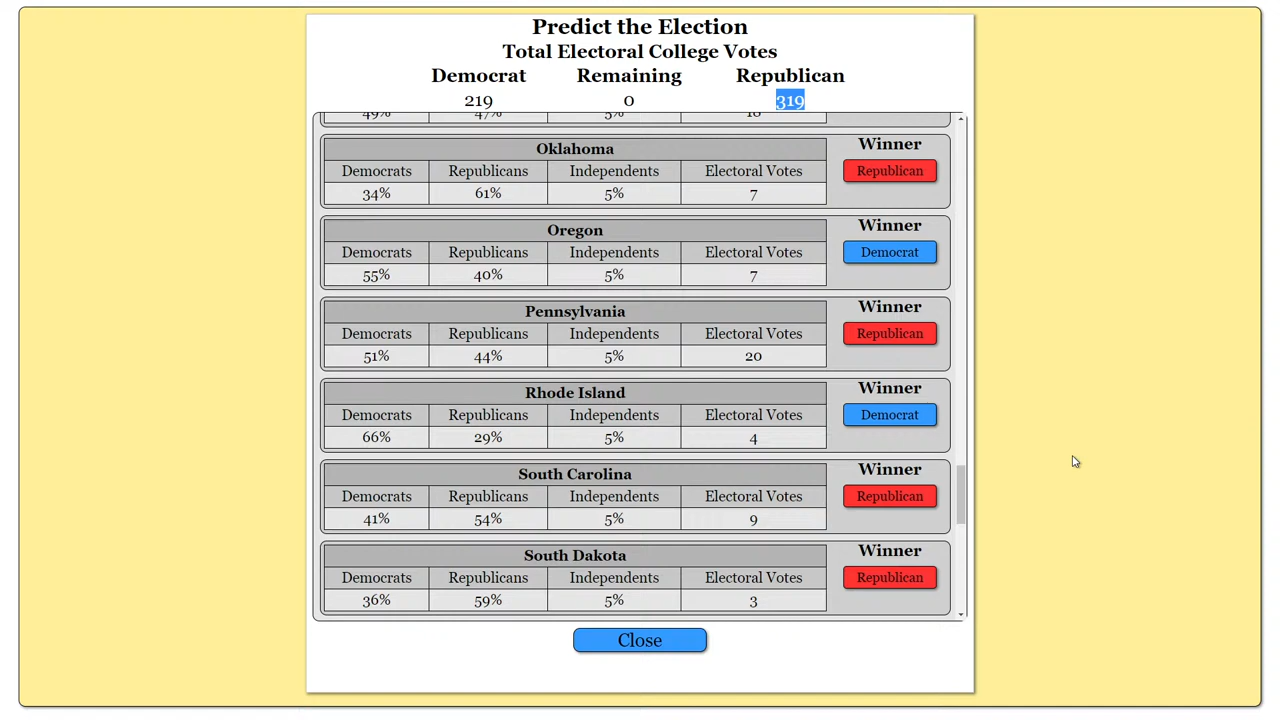 Predict the Election
Total Electoral College Votes
Democrat Remaining Republican
219 0 319
49% 47% 5% 18
Oklahoma Winner
Democrats Republicans Independents Electoral Votes Republican
34% 61% 5% 7
Oregon Winner
Democrats Republicans Independents Electoral Votes Democrat
55% 40% 5% 7
Pennsylvania Winner
Democrats Republicans Independents Electoral Votes Republican
51% 44% 5% 20
Rhode Island Winner
Democrats Republicans Independents Electoral Votes Democrat
66% 29% 5% 4
South Carolina Winner
Democrats Republicans Independents Electoral Votes Republican
41% 54% 5% 9
South Dakota Winner
Democrats Republicans Independents Electoral Votes Republican
36% 59% 5% 3
Close